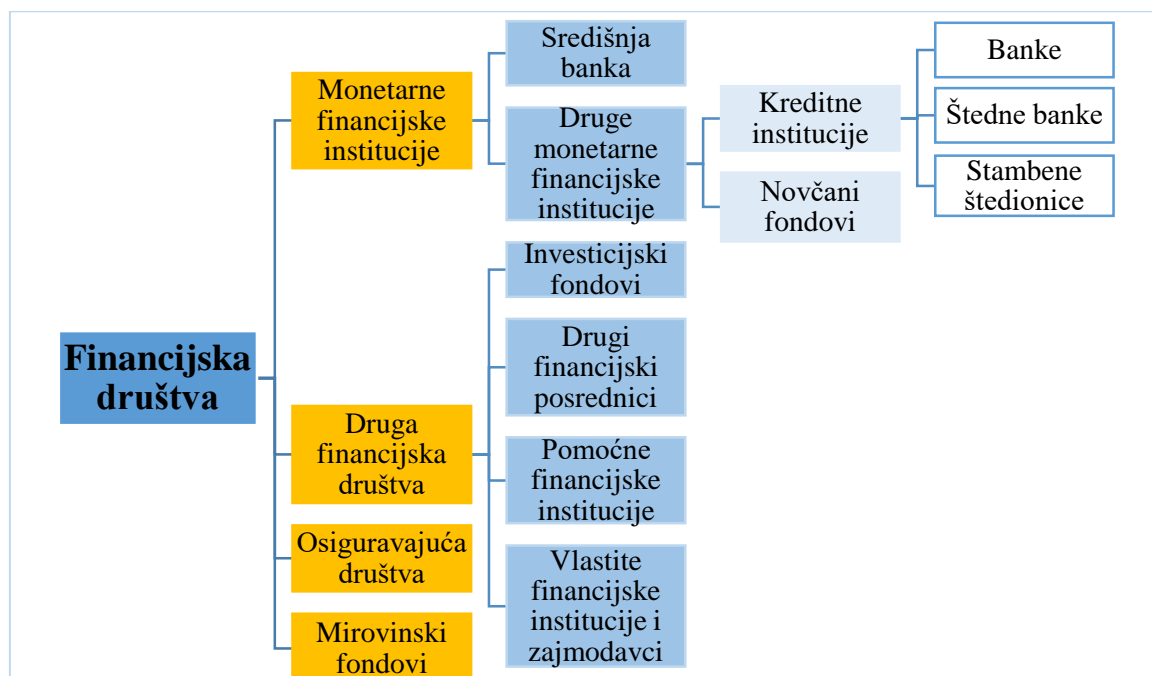 Financijska
društva
Monetarne
financijske
institucije
Središnja
banka
Druge
monetarne
financijske
institucije
Kreditne
institucije
Banke
Štedne banke
Stambene
štedionice
Novčani
fondovi
Druga
financijska
društva
Investicijski
fondovi
Drugi
financijski
posrednici
Pomoćne
financijske
institucije
Vlastite
financijske
institucije i
zajmodavci
Osiguravajuća
društva
Mirovinski
fondovi